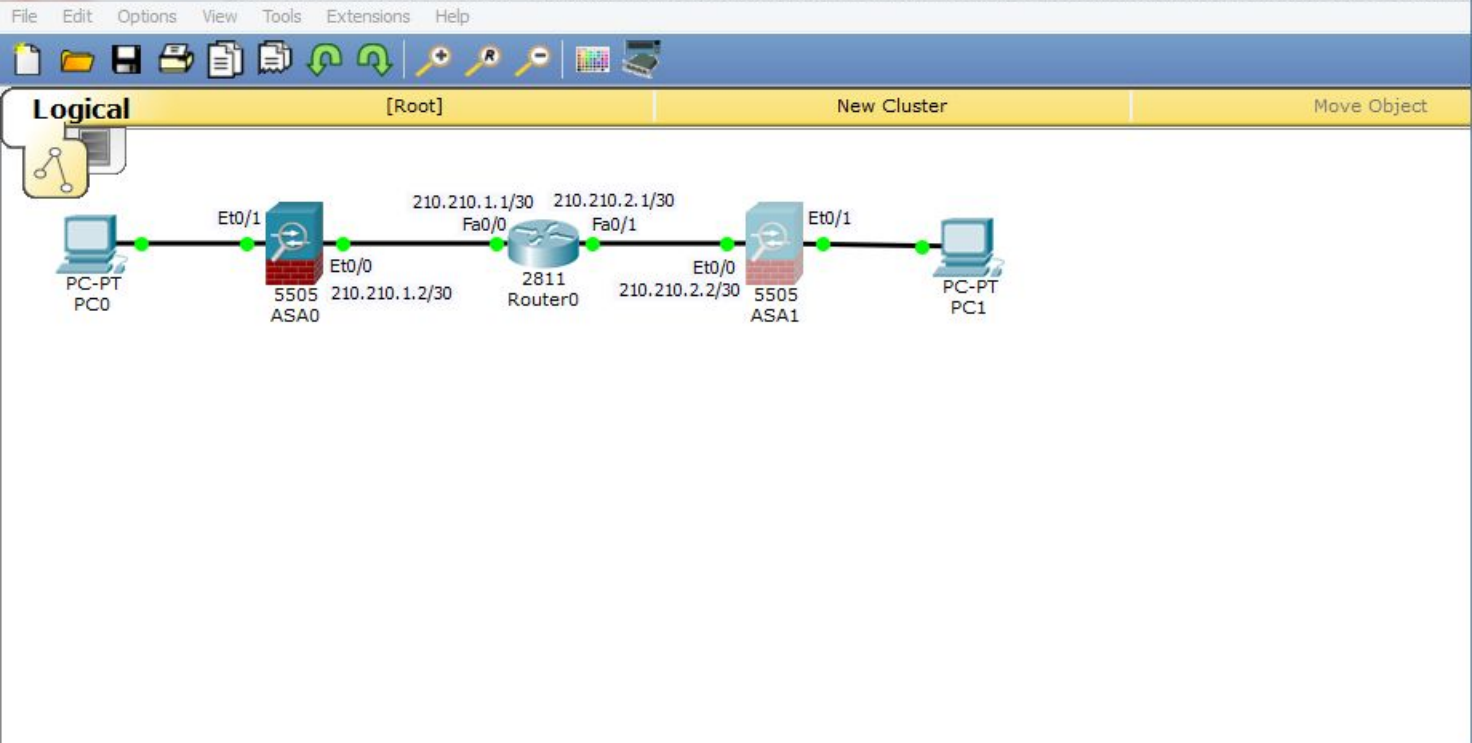 File Edit Options View Tools Extensions Help
R
Logical [Root] New Cluster Move Object
210.210.1.1/30 210.210.2.1/30
Et0/1 Fa0/0 Fa0/1 Et0/1
Et0/0 Et0/0
PC-PT 5505 210.210.1.2/30 2811 210.210.2.2/30 5505 PC-PT
PC0 ASA0 Router0 ASA1 PC1